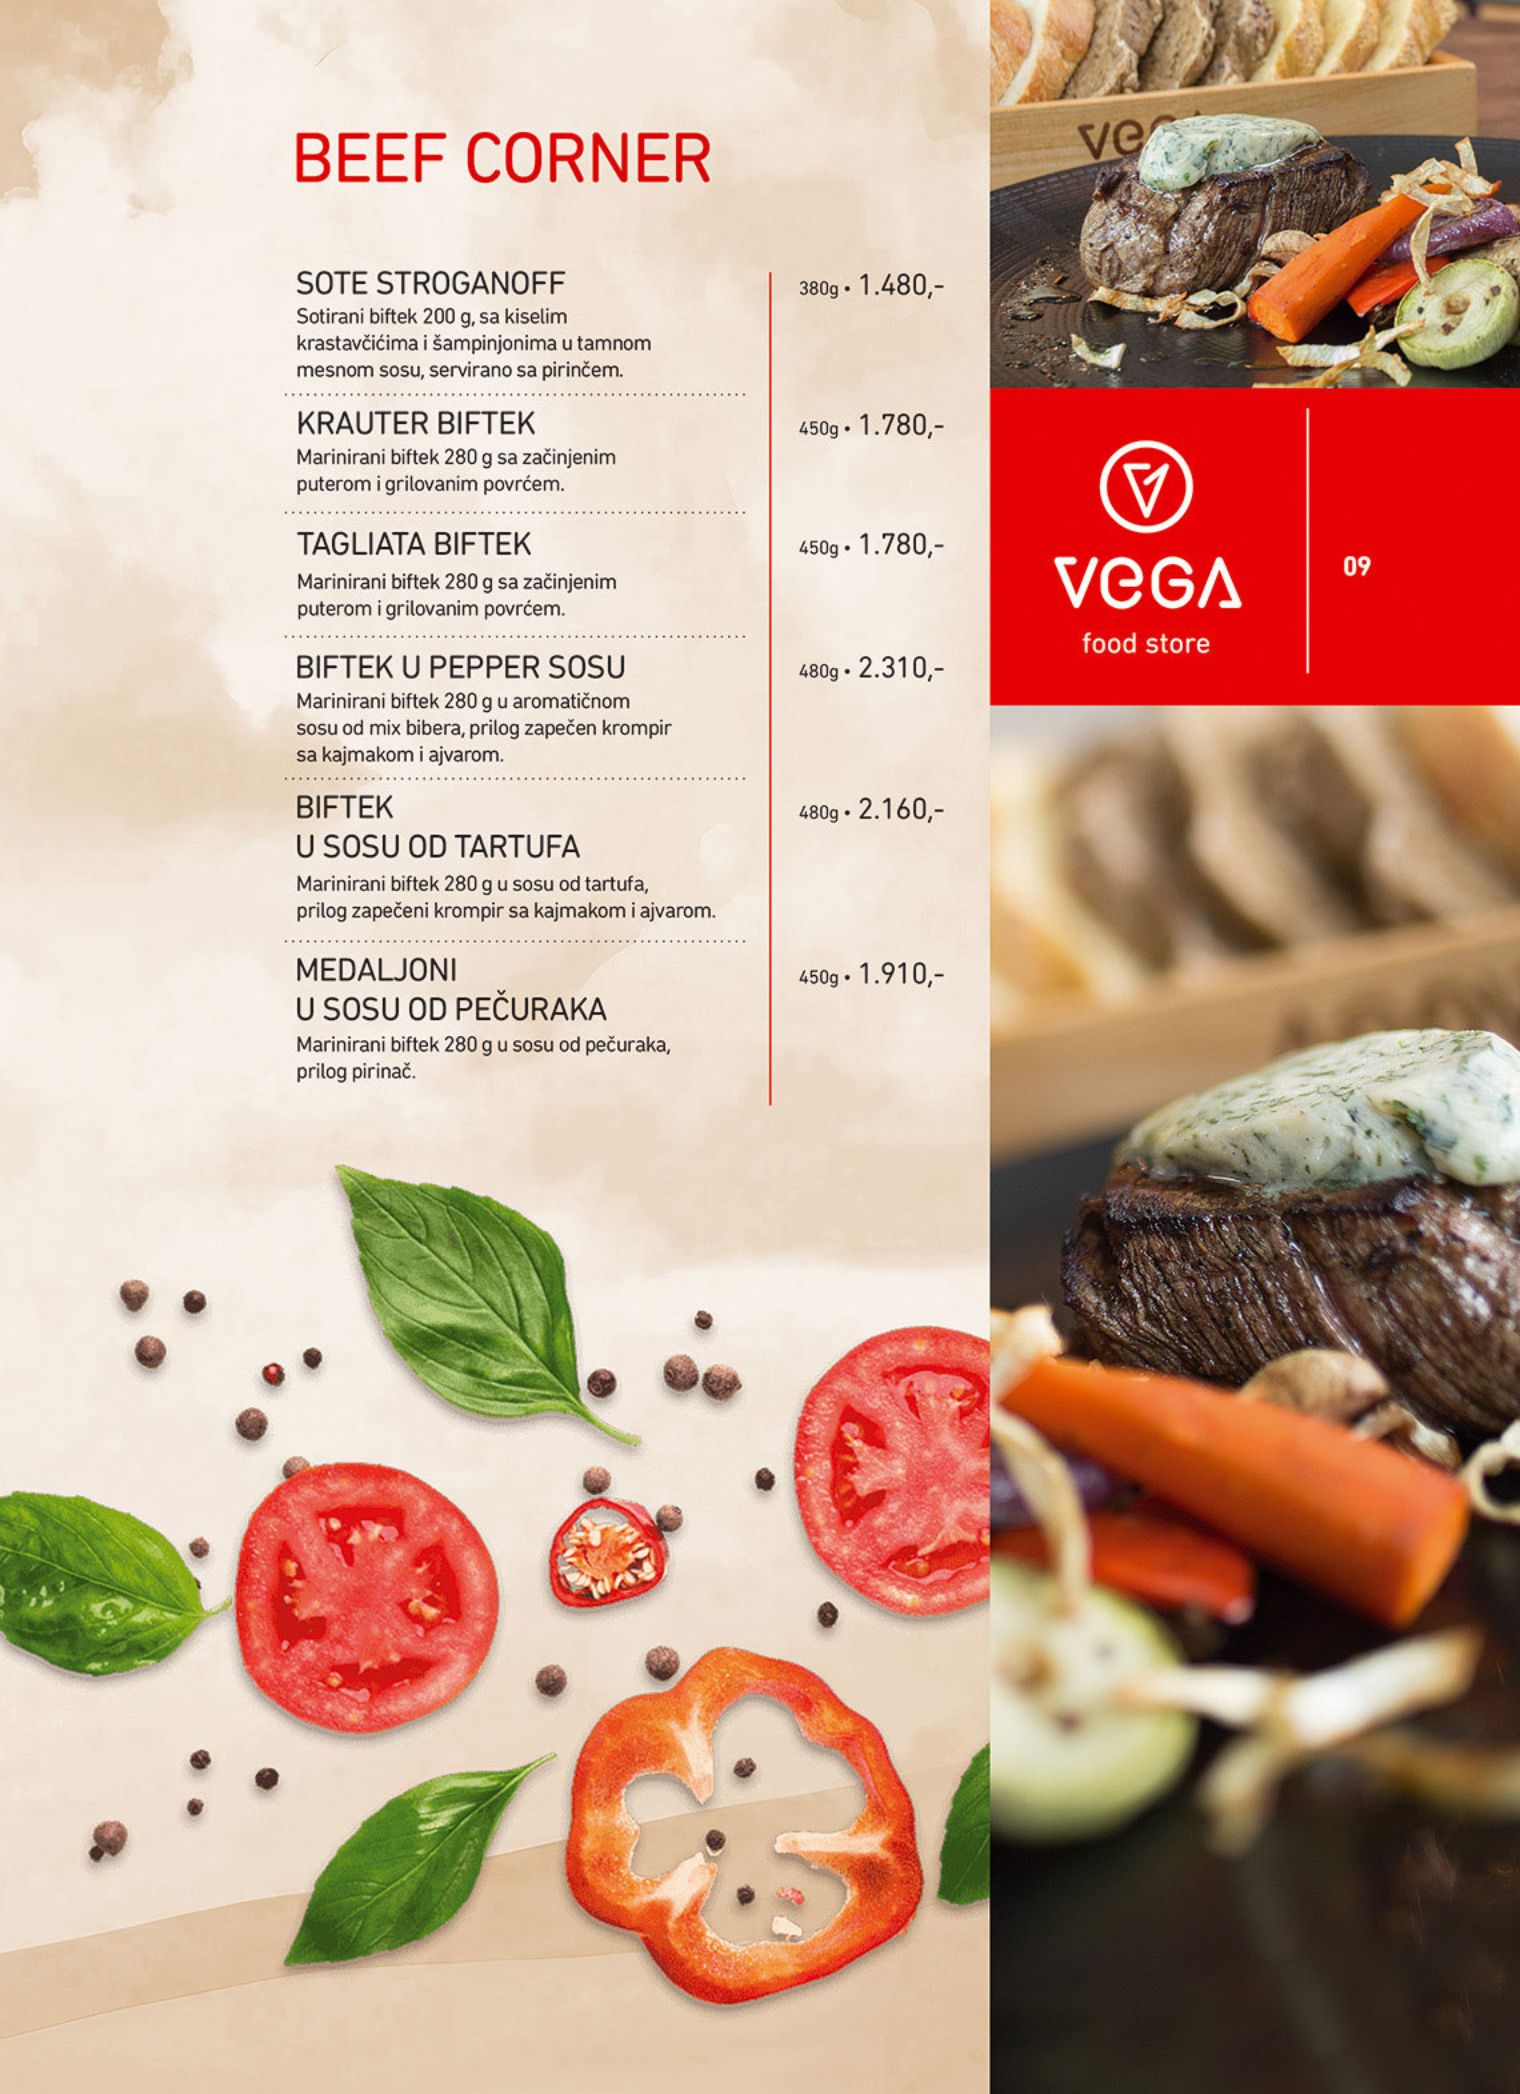 BEEF CORNER
SOTE STROGANOFF
380g • 1.480,-
Sotirani biftek 200 g, sa kiselim
krastavčićima i šampinjonima u tamnom
mesnom sosu, servirano sa pirinčem.
KRAUTER BIFTEK
450g • 1.780,-
Marinirani biftek 280 g sa začinjenim
puterom i grilovanim povrćem.
TAGLIATA BIFTEK
450g • 1.780,-
Marinirani biftek 280 g sa začinjenim
puterom i grilovanim povrćem.
BIFTEK U PEPPER SOSU
480g • 2.310,-
Marinirani biftek 280 g u aromatičnom
sosu od mix bibera, prilog zapečen krompir
sa kajmakom i ajvarom.
BIFTEK
480g • 2.160,-
U SOSU OD TARTUFA
Marinirani biftek 280 g u sosu od tartufa,
prilog zapečeni krompir sa kajmakom i ajvarom.
MEDALJONI
450g • 1.910,-
U SOSU OD PEČURAKA
Marinirani biftek 280 g u sosu od pečuraka,
prilog pirinač.
VEGA
food store
09